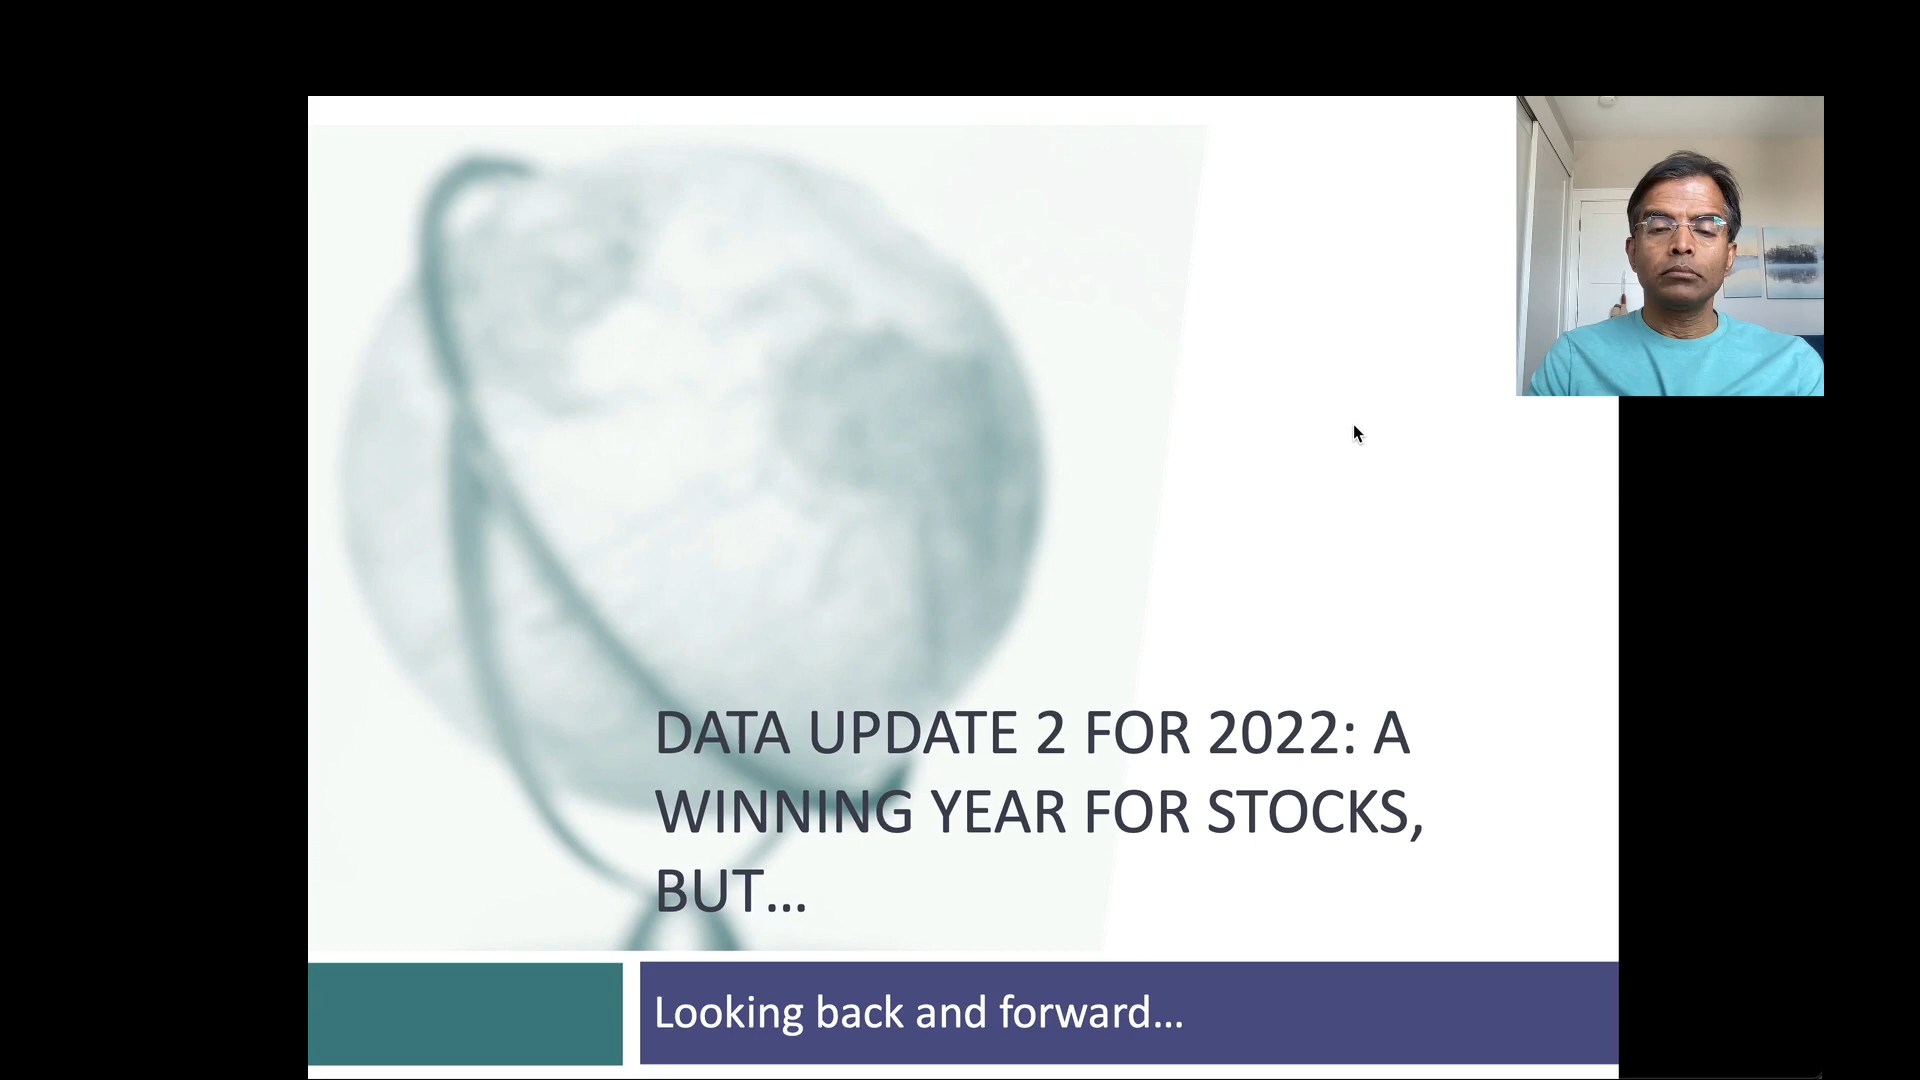 DATA UPDATE 2 FOR 2022: A
WINNING YEAR FOR STOCKS,
BUT…
Looking back and forward…